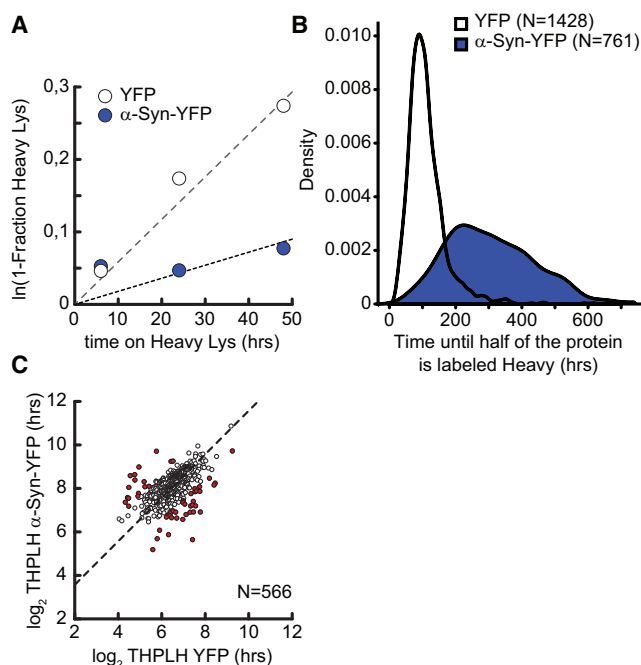 A
ln(1-Fraction Heavy Lys)
0,3
0,2
0,1
0
YFP
α-Syn-YFP
0 10 20 30 40 50
time on Heavy Lys (hrs)
B
YFP (N=1428)
α-Syn-YFP (N=761)
Density
0.010
0.008
0.006
0.004
0.002
0
0 200 400 600
Time until half of the protein
is labeled Heavy (hrs)
C
log2 THPLH α-Syn-YFP (hrs)
12
10
8
6
4
2
N=566
2 4 6 8 10 12
log2 THPLH YFP (hrs)